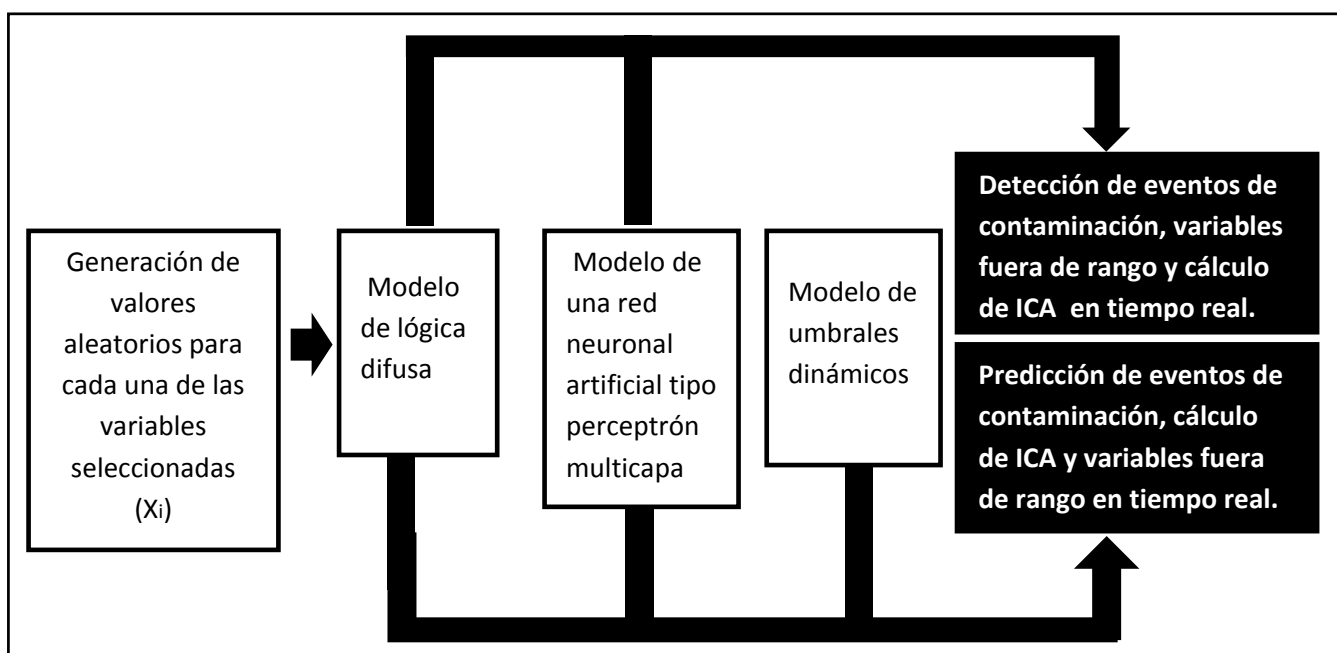 Generación de
valores
aleatorios para
cada una de las
variables
seleccionadas
(Xi)
Modelo
de lógica
difusa
Modelo de
una red
neuronal
artificial tipo
perceptrón
multicapa
Modelo de
umbrales
dinámicos
Detección de eventos de
contaminación, variables
fuera de rango y cálculo
de ICA en tiempo real.
Predicción de eventos de
contaminación, cálculo
de ICA y variables fuera
de rango en tiempo real.